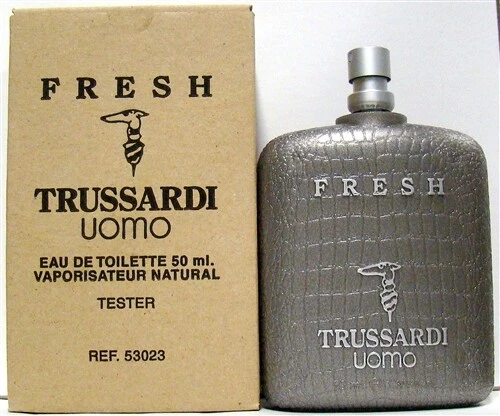 FRESH
TRUSSARDI
uomo
EAU DE TOILETTE 50 ml.
VAPORISATEUR NATURAL
TESTER
REF. 53023
FRESH
TRUSSARDI
uomo